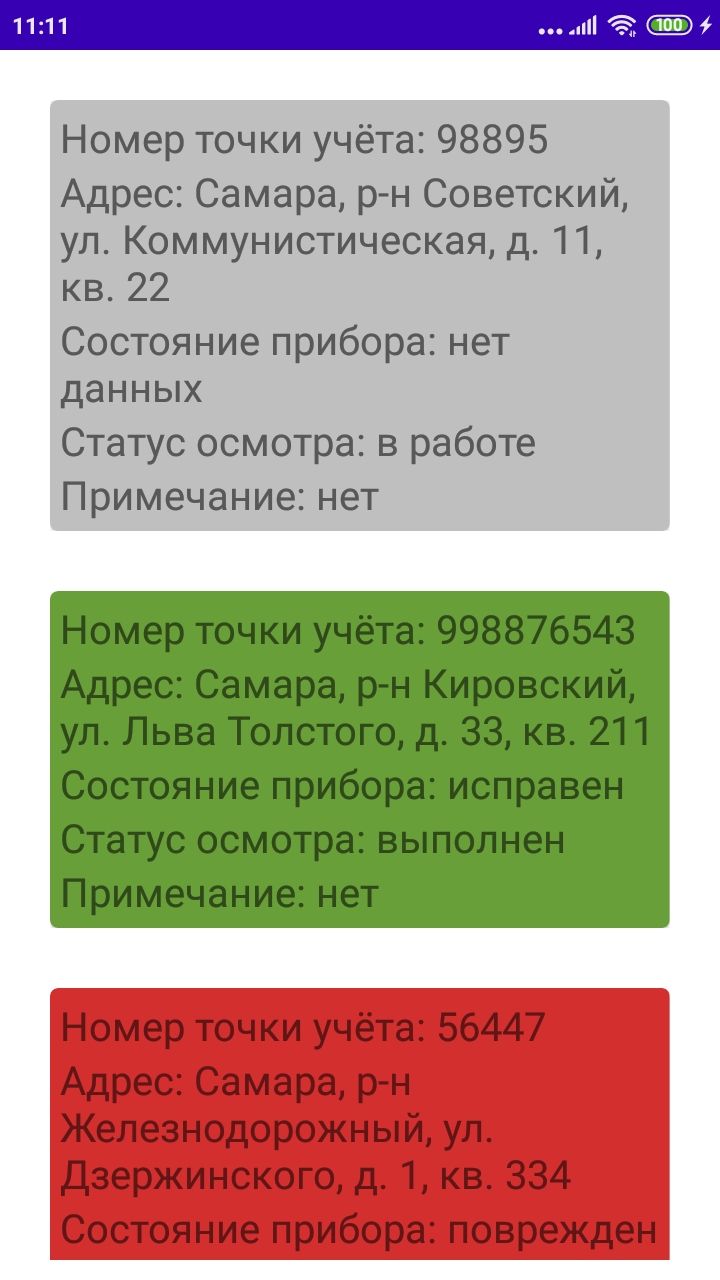 11:11
100
Номер точки учёта: 98895
Адрес: Самара, р-н Советский,
ул. Коммунистическая, д. 11,
кв. 22
Состояние прибора: нет
данных
Статус осмотра: в работе
Примечание: нет
Номер точки учёта: 998876543
Адрес: Самара, р-н Кировский,
ул. Льва Толстого, д. 33, кв. 211
Состояние прибора: исправен
Статус осмотра: выполнен
Примечание: нет
Номер точки учёта: 56447
Адрес: Самара, р-н
Железнодорожный, ул.
Дзержинского, д. 1, кв. 334
Состояние прибора: поврежден